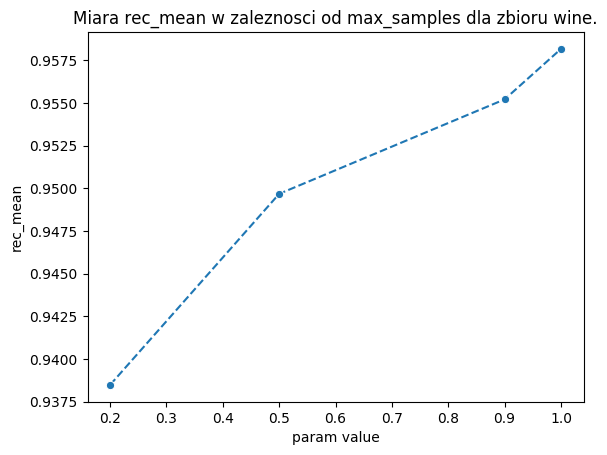 Miara rec_mean w zaleznosci od max_samples dla zbioru wine.
0.9575
0.9550
0.9525
0.9500
0.9475
0.9450
0.9425
0.9400
0.9375
rec_mean
0.2 0.3 0.4 0.5 0.6 0.7 0.8 0.9 1.0
param value